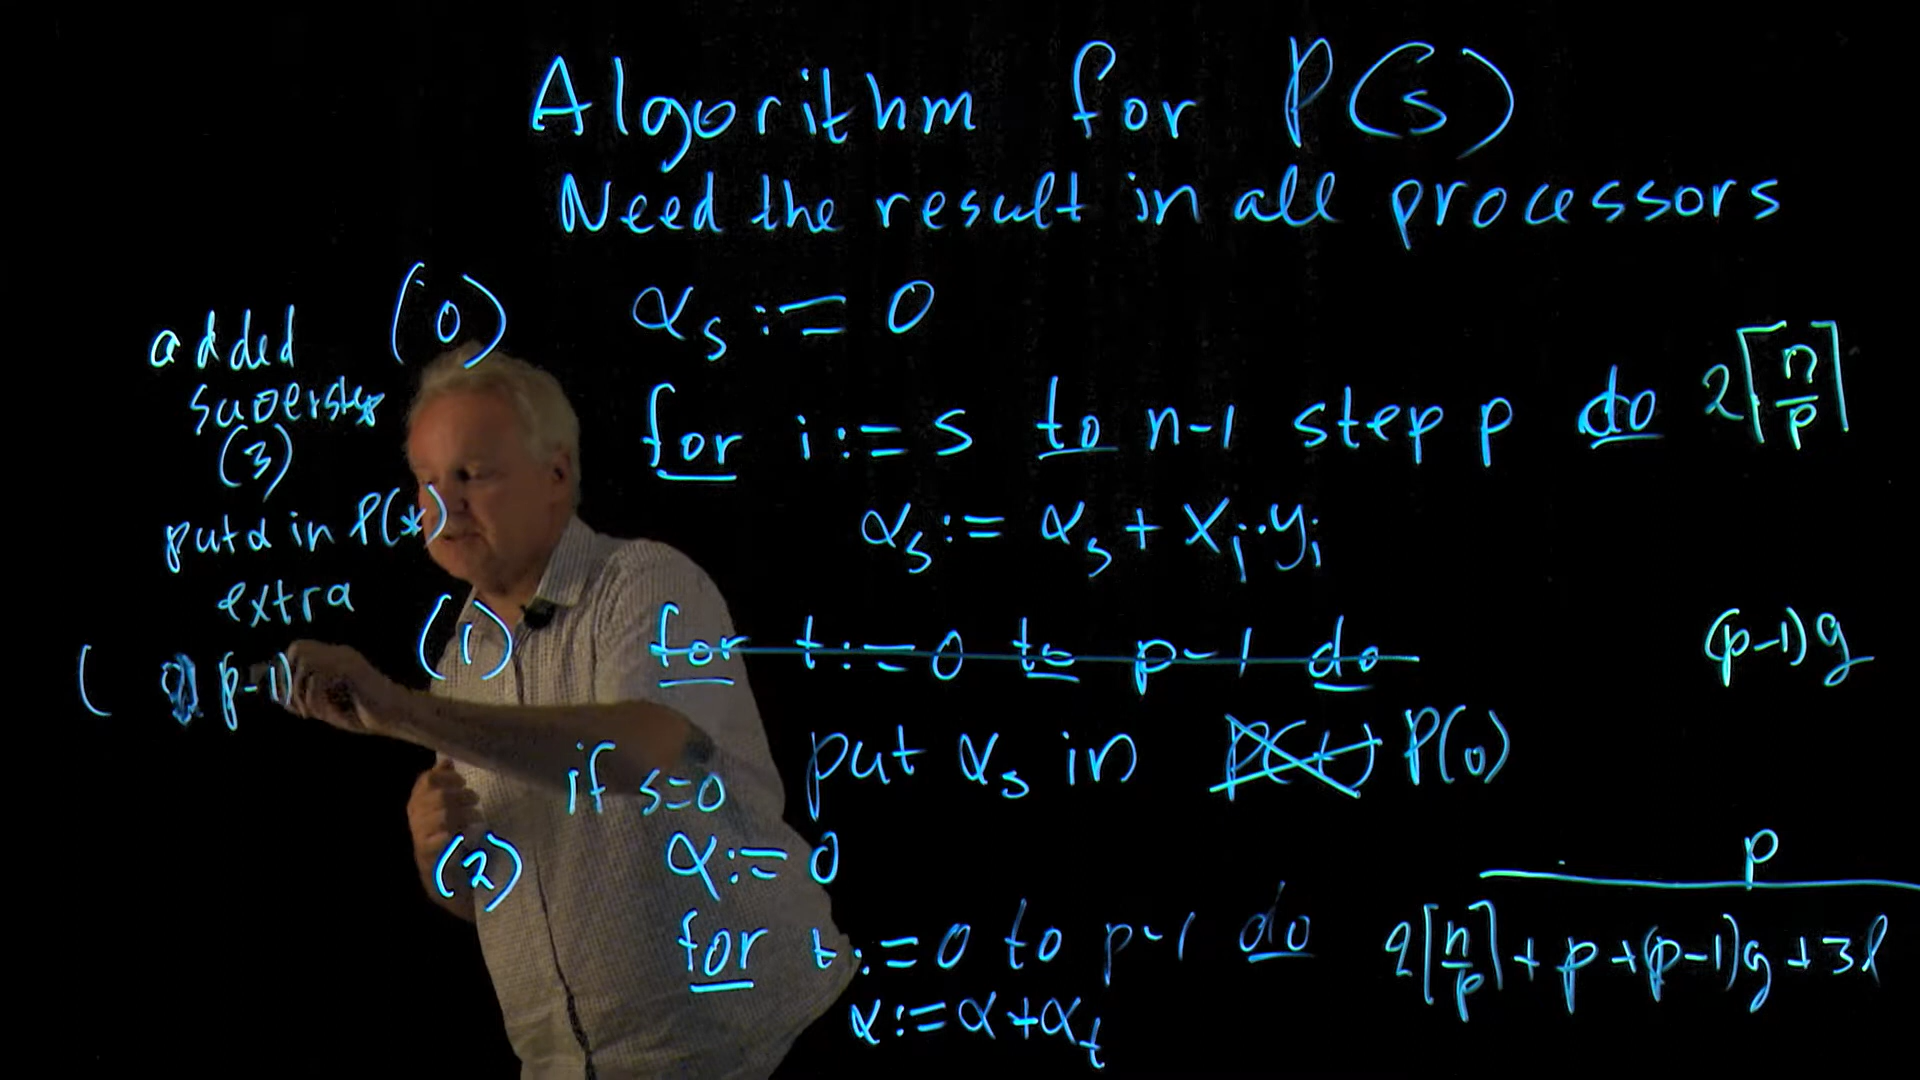 Algorithm for P(s)
Need the result in all processors
added
superstep
(3)
put α in P(*)
extra
( (p-1)
(0) αs := 0
for i := s to n-1 step p do 2⌈n/p⌉
αs := αs + xi·yi
(1) for t := 0 to p-1 do (p-1)g
put αs in P(t) P(0)
if s=0
(2) α := 0 p
for t := 0 to p-1 do 2⌈n/p⌉ + p + (p-1)g + 3l
α := α + αt